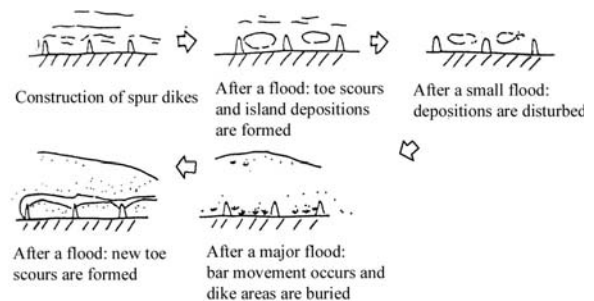 Construction of spur dikes
After a flood: toe scours
and island depositions
are formed
After a small flood:
depositions are disturbed
After a flood: new toe
scours are formed
After a major flood:
bar movement occurs and
dike areas are buried